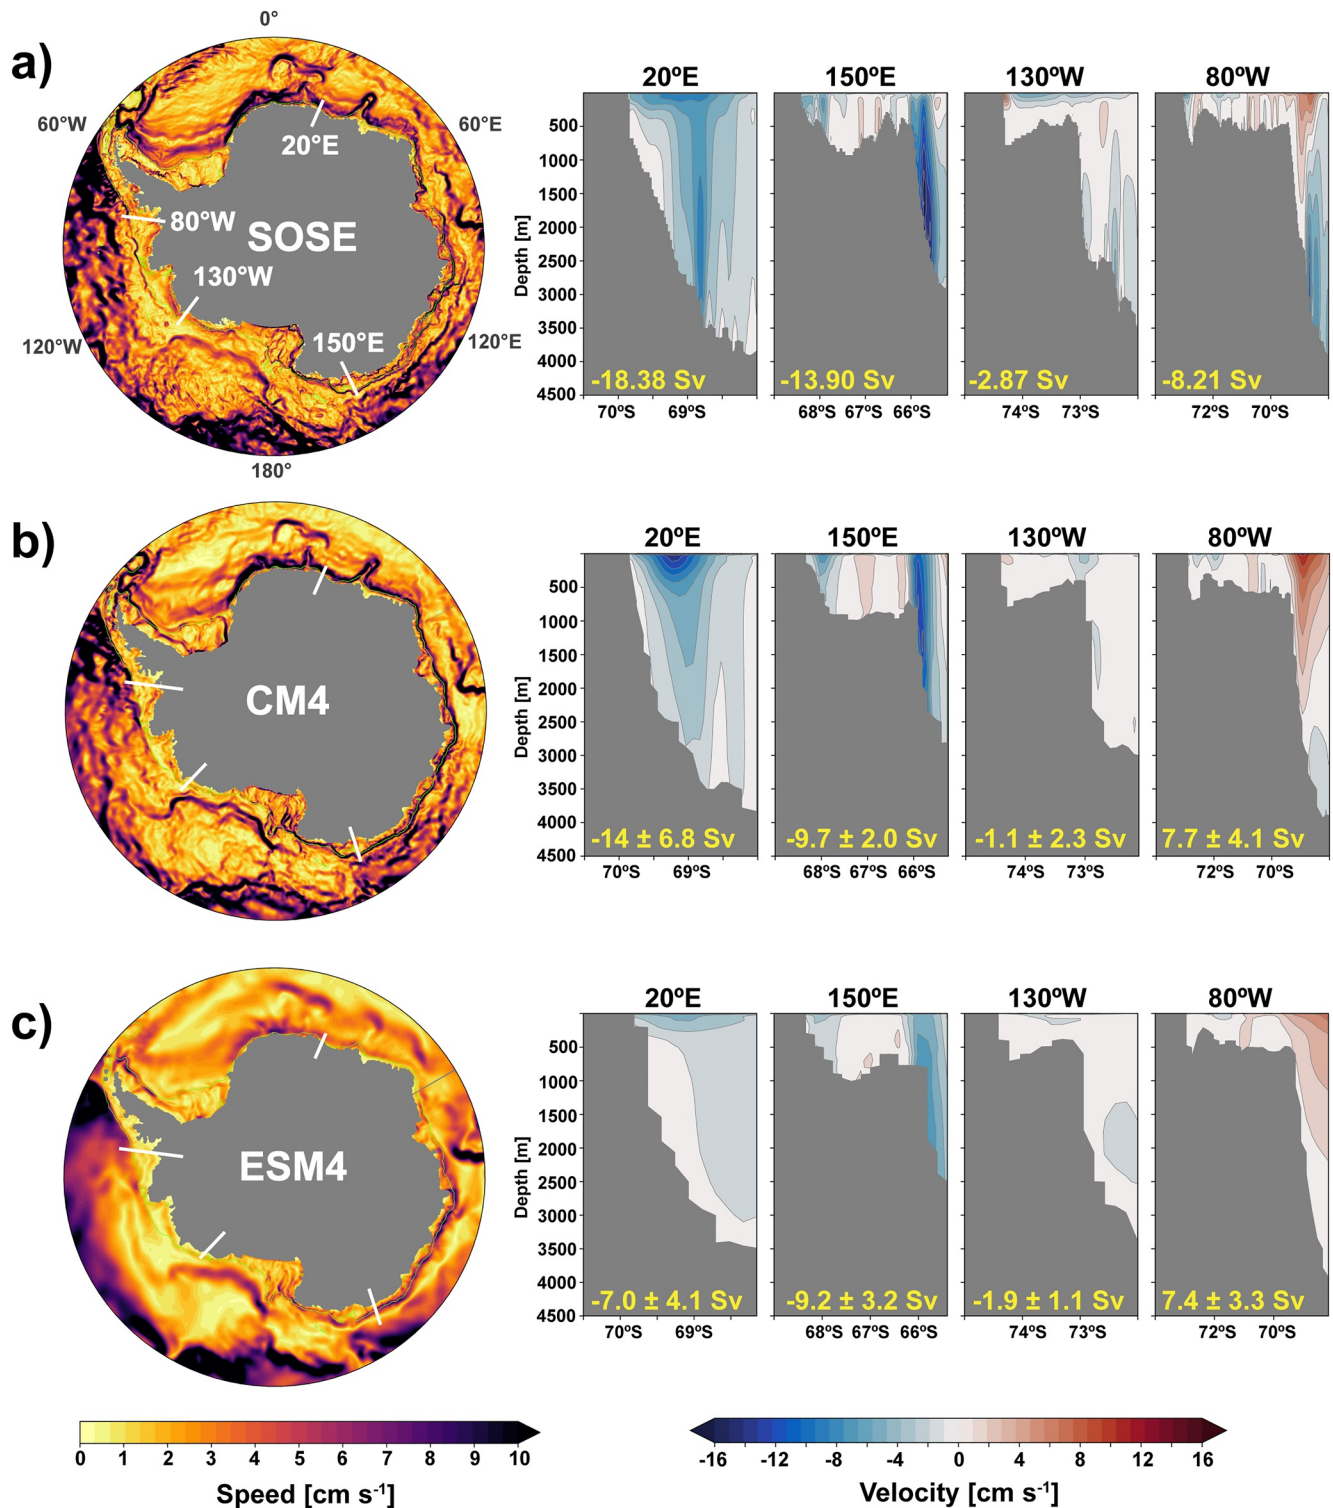 a)
0°
60°W
60°E
20°E
80°W
SOSE
130°W
150°E
120°W
120°E
180°
20ºE 150ºE 130ºW 80ºW
500
1000
1500
2000
2500
3000
3500
4000
4500
Depth [m]
-18.38 Sv -13.90 Sv -2.87 Sv -8.21 Sv
70ºS 69ºS 68ºS 67ºS 66ºS 74ºS 73ºS 72ºS 70ºS
b)
CM4
20ºE 150ºE 130ºW 80ºW
500
1000
1500
2000
2500
3000
3500
4000
4500
Depth [m]
-14 ± 6.8 Sv -9.7 ± 2.0 Sv -1.1 ± 2.3 Sv 7.7 ± 4.1 Sv
70ºS 69ºS 68ºS 67ºS 66ºS 74ºS 73ºS 72ºS 70ºS
c)
ESM4
20ºE 150ºE 130ºW 80ºW
500
1000
1500
2000
2500
3000
3500
4000
4500
Depth [m]
-7.0 ± 4.1 Sv -9.2 ± 3.2 Sv -1.9 ± 1.1 Sv 7.4 ± 3.3 Sv
70ºS 69ºS 68ºS 67ºS 66ºS 74ºS 73ºS 72ºS 70ºS
0 1 2 3 4 5 6 7 8 9 10
Speed [cm s⁻¹]
-16 -12 -8 -4 0 4 8 12 16
Velocity [cm s⁻¹]